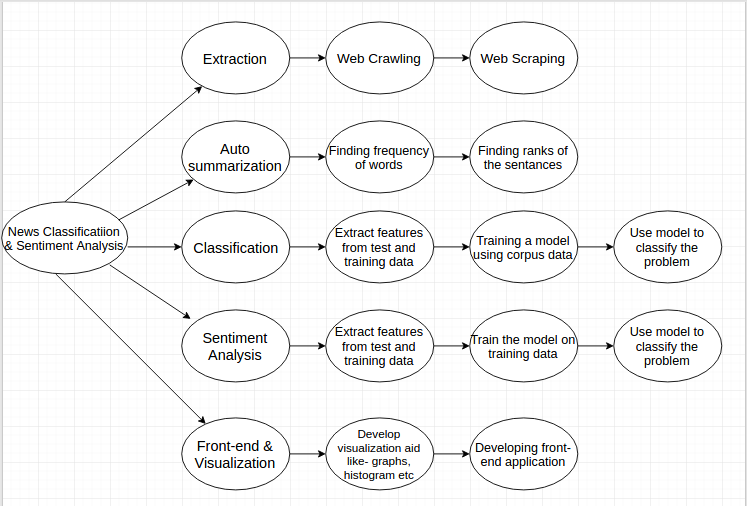 Extraction
Web Crawling
Web Scraping
Auto
summarization
Finding frequency
of words
Finding ranks of
the sentances
News Classificatiion
& Sentiment Analysis
Classification
Extract features
from test and
training data
Training a model
using corpus data
Use model to
classify the
problem
Sentiment
Analysis
Extract features
from test and
training data
Train the model on
training data
Use model to
classify the
problem
Front-end &
Visualization
Develop
visualization aid
like- graphs,
histogram etc
Developing front-
end application